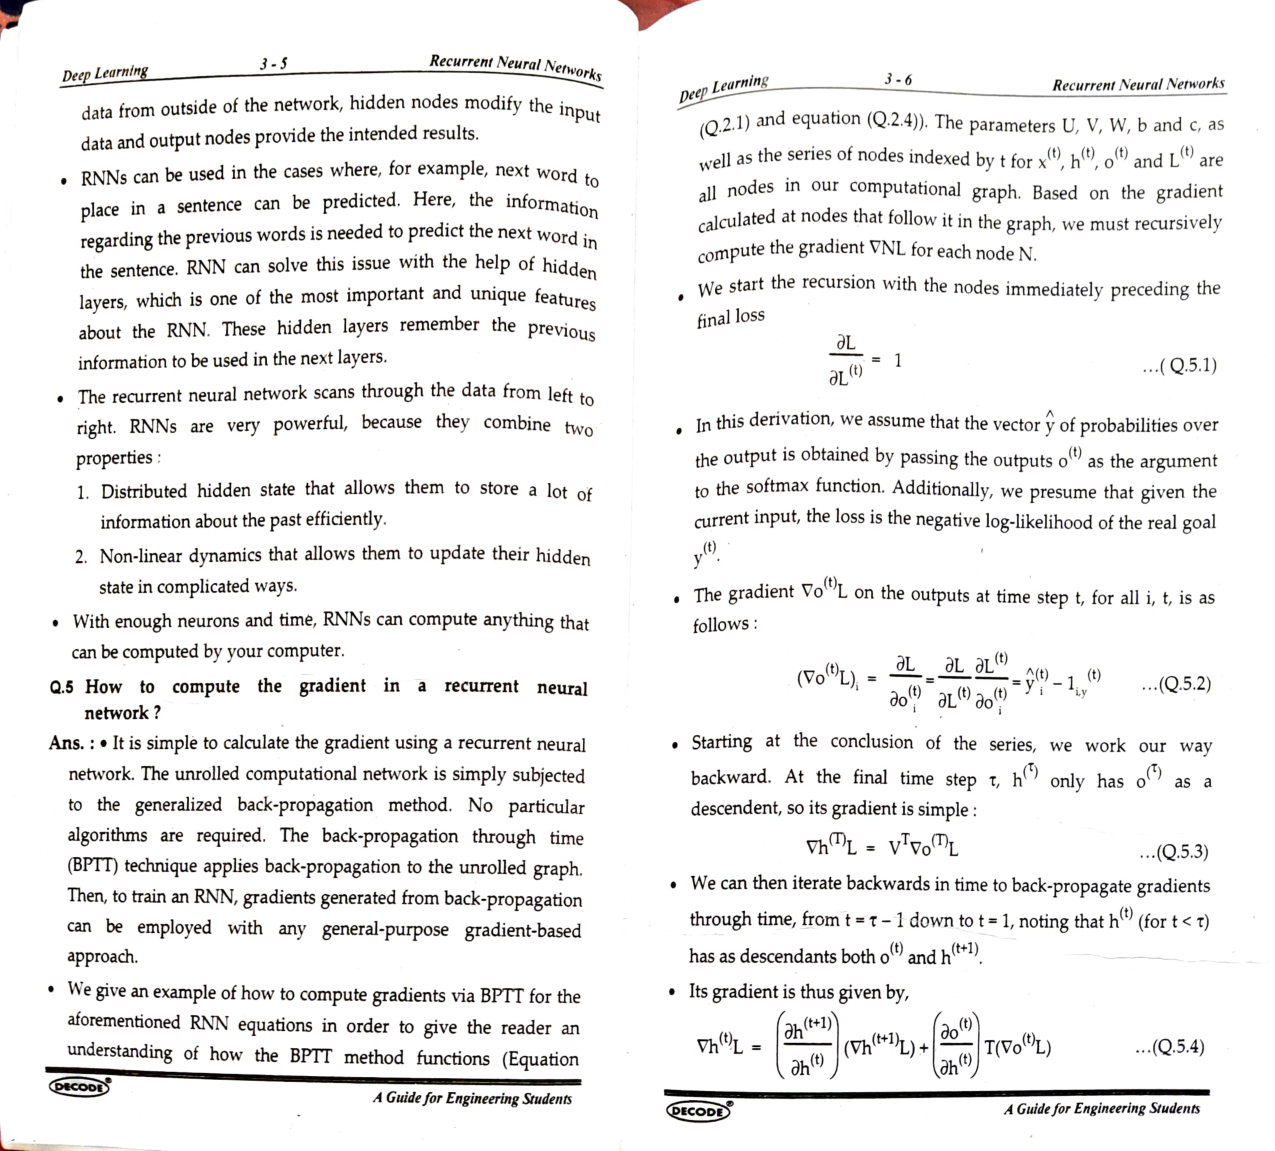 Deep Learning 3 - 5 Recurrent Neural Networks
data from outside of the network, hidden nodes modify the input
data and output nodes provide the intended results.
• RNNs can be used in the cases where, for example, next word to
place in a sentence can be predicted. Here, the information
regarding the previous words is needed to predict the next word in
the sentence. RNN can solve this issue with the help of hidden
layers, which is one of the most important and unique features
about the RNN. These hidden layers remember the previous
information to be used in the next layers.
• The recurrent neural network scans through the data from left to
right. RNNs are very powerful, because they combine two
properties :
1. Distributed hidden state that allows them to store a lot of
information about the past efficiently.
2. Non-linear dynamics that allows them to update their hidden
state in complicated ways.
• With enough neurons and time, RNNs can compute anything that
can be computed by your computer.
Q.5 How to compute the gradient in a recurrent neural
network ?
Ans. : • It is simple to calculate the gradient using a recurrent neural
network. The unrolled computational network is simply subjected
to the generalized back-propagation method. No particular
algorithms are required. The back-propagation through time
(BPTT) technique applies back-propagation to the unrolled graph.
Then, to train an RNN, gradients generated from back-propagation
can be employed with any general-purpose gradient-based
approach.
• We give an example of how to compute gradients via BPTT for the
aforementioned RNN equations in order to give the reader an
understanding of how the BPTT method functions (Equation
DECODE® A Guide for Engineering Students
Deep Learning 3 - 6 Recurrent Neural Networks
(Q.2.1) and equation (Q.2.4)). The parameters U, V, W, b and c, as
well as the series of nodes indexed by t for x^(t), h^(t), o^(t) and L^(t) are
all nodes in our computational graph. Based on the gradient
calculated at nodes that follow it in the graph, we must recursively
compute the gradient ∇NL for each node N.
• We start the recursion with the nodes immediately preceding the
final loss
∂L/∂L^(t) = 1 ...( Q.5.1)
• In this derivation, we assume that the vector ŷ of probabilities over
the output is obtained by passing the outputs o^(t) as the argument
to the softmax function. Additionally, we presume that given the
current input, the loss is the negative log-likelihood of the real goal
y^(t).
• The gradient ∇o^(t)L on the outputs at time step t, for all i, t, is as
follows :
(∇o^(t)L)_i = ∂L/∂o_i^(t) = ∂L/∂L^(t) ∂L^(t)/∂o_i^(t) = ŷ_i^(t) – 1_i,y^(t) ...(Q.5.2)
• Starting at the conclusion of the series, we work our way
backward. At the final time step τ, h^(τ) only has o^(τ) as a
descendent, so its gradient is simple :
∇h^(T)L = V^T∇o^(T)L ...(Q.5.3)
• We can then iterate backwards in time to back-propagate gradients
through time, from t = τ – 1 down to t = 1, noting that h^(t) (for t < τ)
has as descendants both o^(t) and h^(t+1).
• Its gradient is thus given by,
∇h^(t)L = (∂h^(t+1)/∂h^(t)) (∇h^(t+1)L) + (∂o^(t)/∂h^(t)) T(∇o^(t)L) ...(Q.5.4)
DECODE® A Guide for Engineering Students